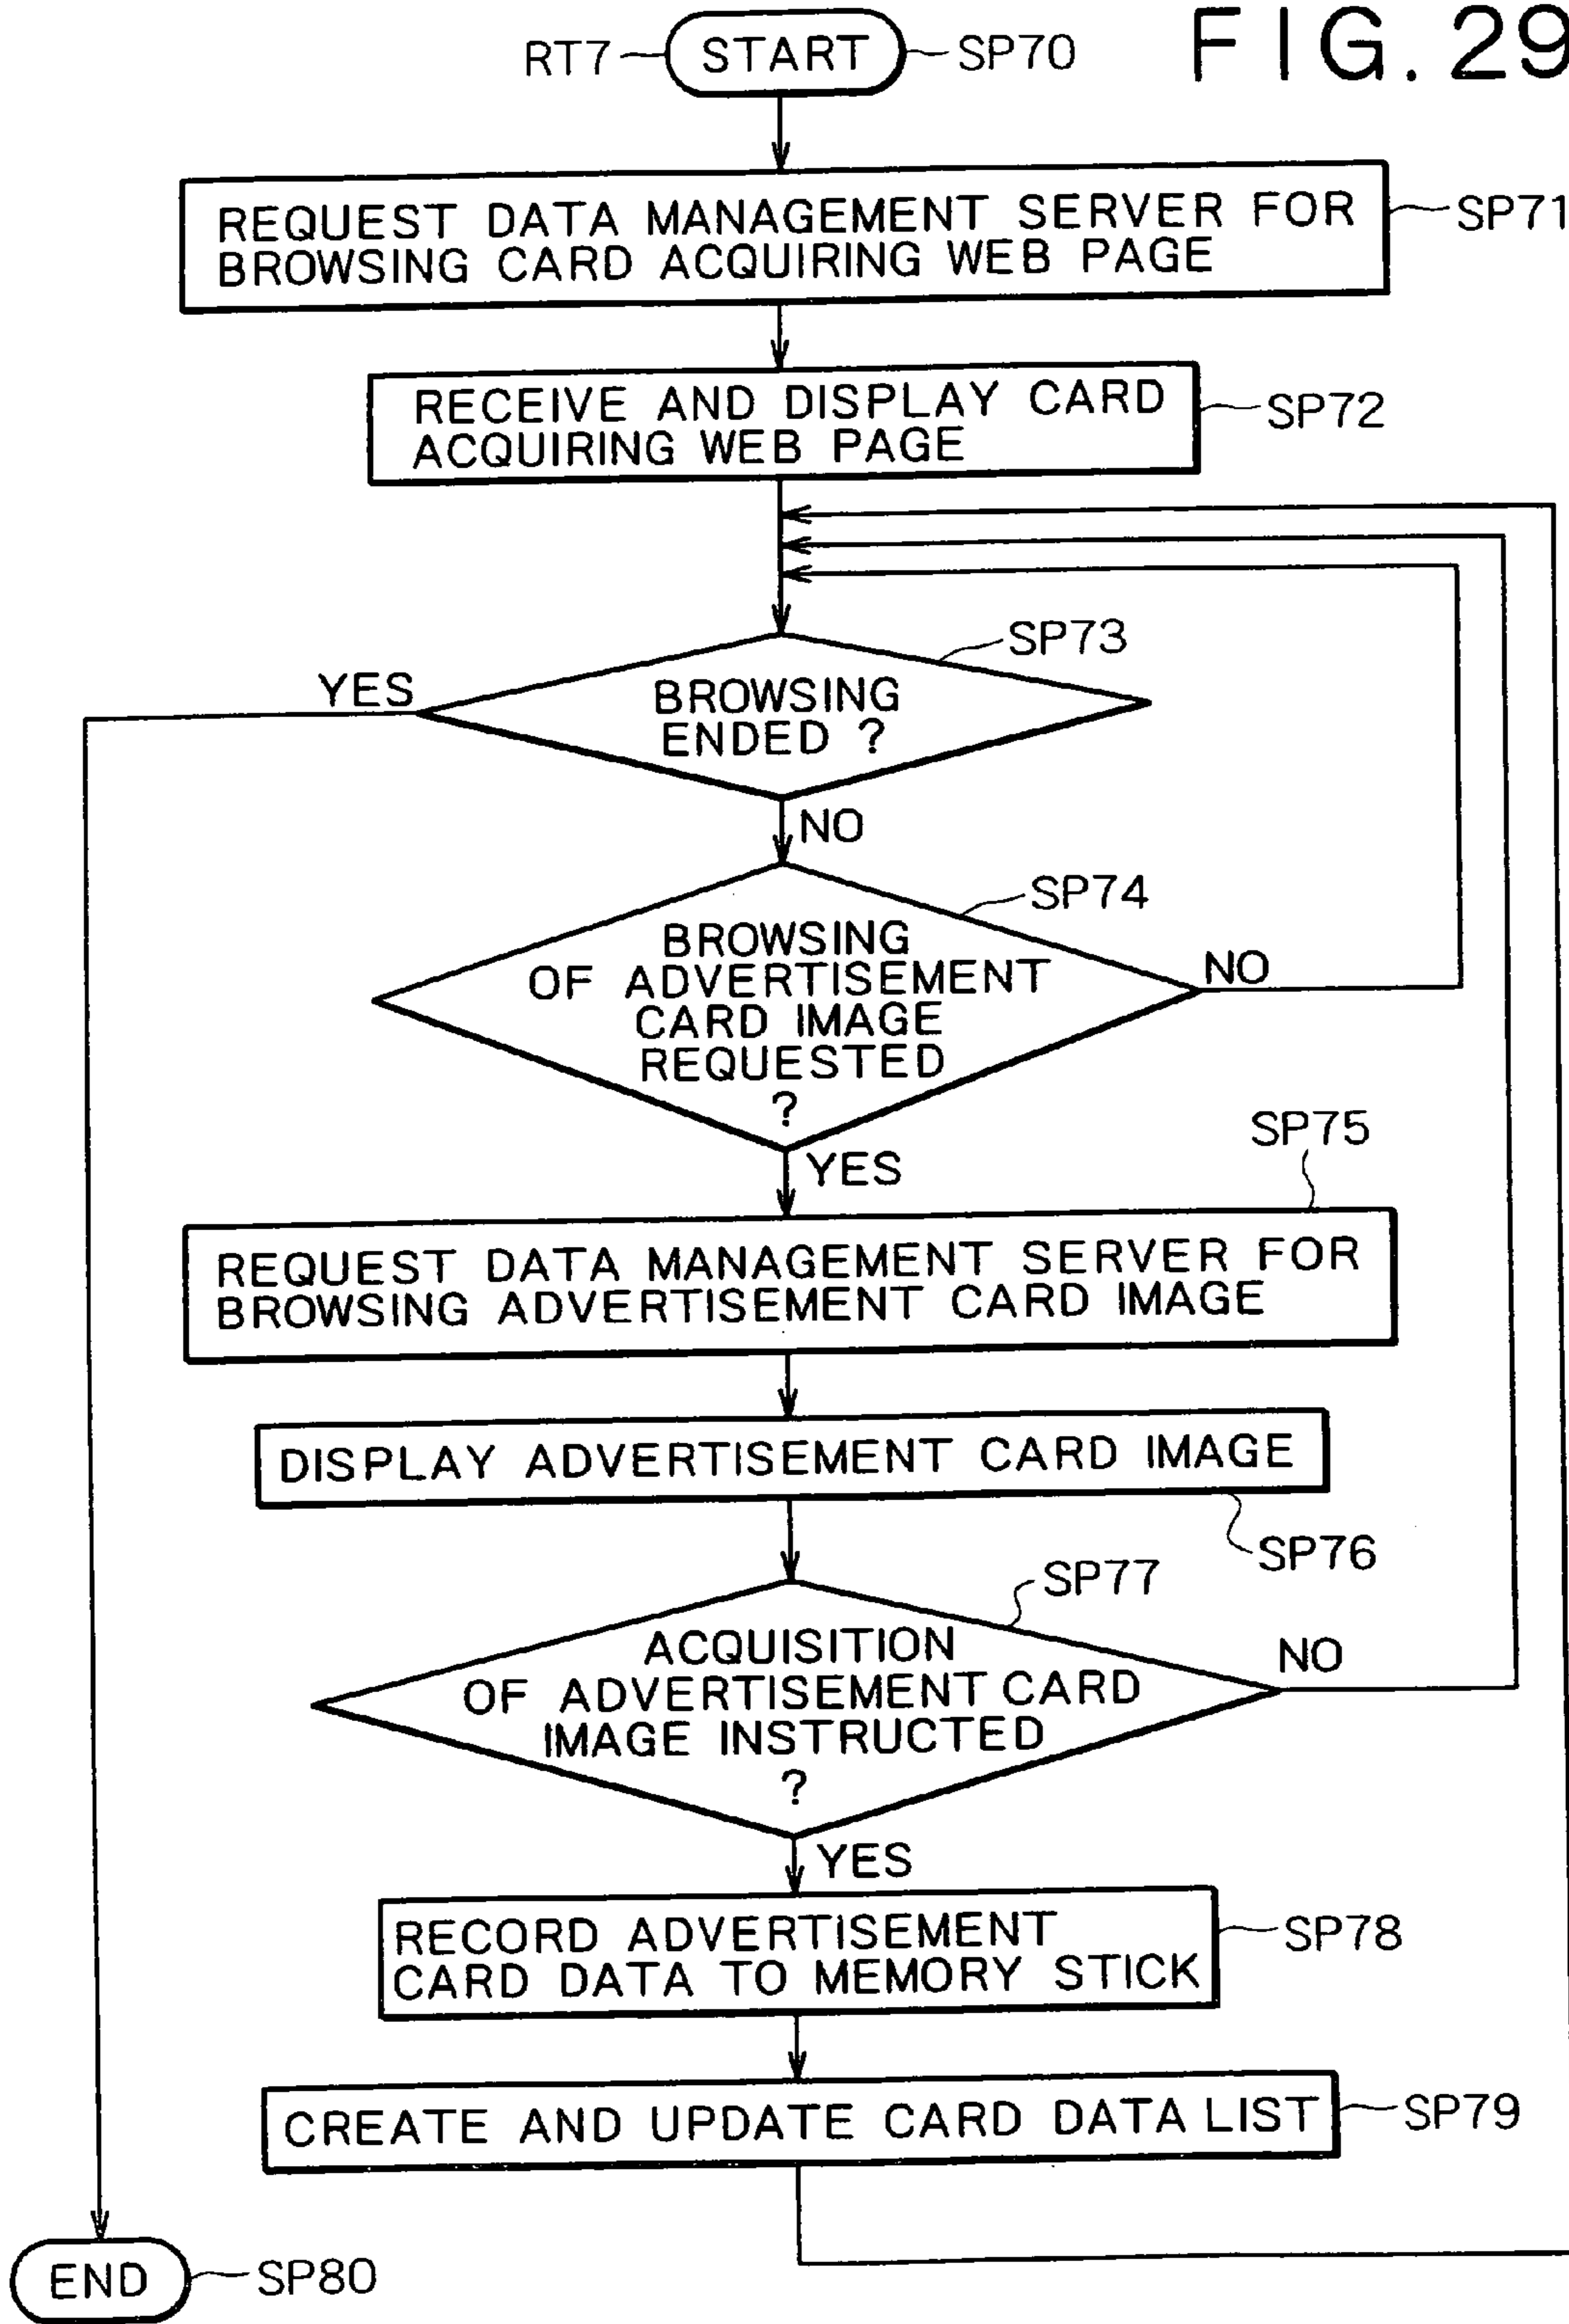 FIG. 29
RT7 START SP70
REQUEST DATA MANAGEMENT SERVER FOR
BROWSING CARD ACQUIRING WEB PAGE
SP71
RECEIVE AND DISPLAY CARD
ACQUIRING WEB PAGE
SP72
SP73
YES
BROWSING
ENDED ?
NO
SP74
BROWSING
OF ADVERTISEMENT
CARD IMAGE
REQUESTED
?
NO
YES
SP75
REQUEST DATA MANAGEMENT SERVER FOR
BROWSING ADVERTISEMENT CARD IMAGE
DISPLAY ADVERTISEMENT CARD IMAGE
SP76
SP77
ACQUISITION
OF ADVERTISEMENT CARD
IMAGE INSTRUCTED
?
NO
YES
RECORD ADVERTISEMENT
CARD DATA TO MEMORY STICK
SP78
CREATE AND UPDATE CARD DATA LIST
SP79
END SP80